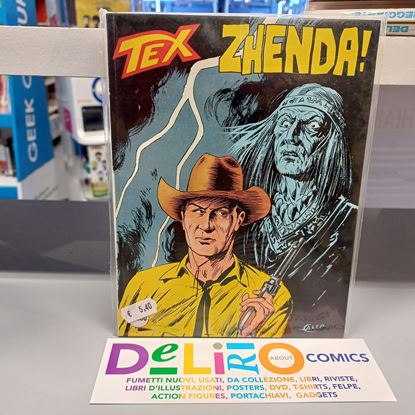 GEEK
TEX
ZHENDA!
€ 5,40
DeLiRiO ABOUT COMICS
FUMETTI NUOVI, USATI, DA COLLEZIONE, LIBRI, RIVISTE,
LIBRI D'ILLUSTRAZIONI, POSTERS, DVD, T-SHIRTS, FELPE,
ACTION FIGURES, PORTACHIAVI, GADGETS